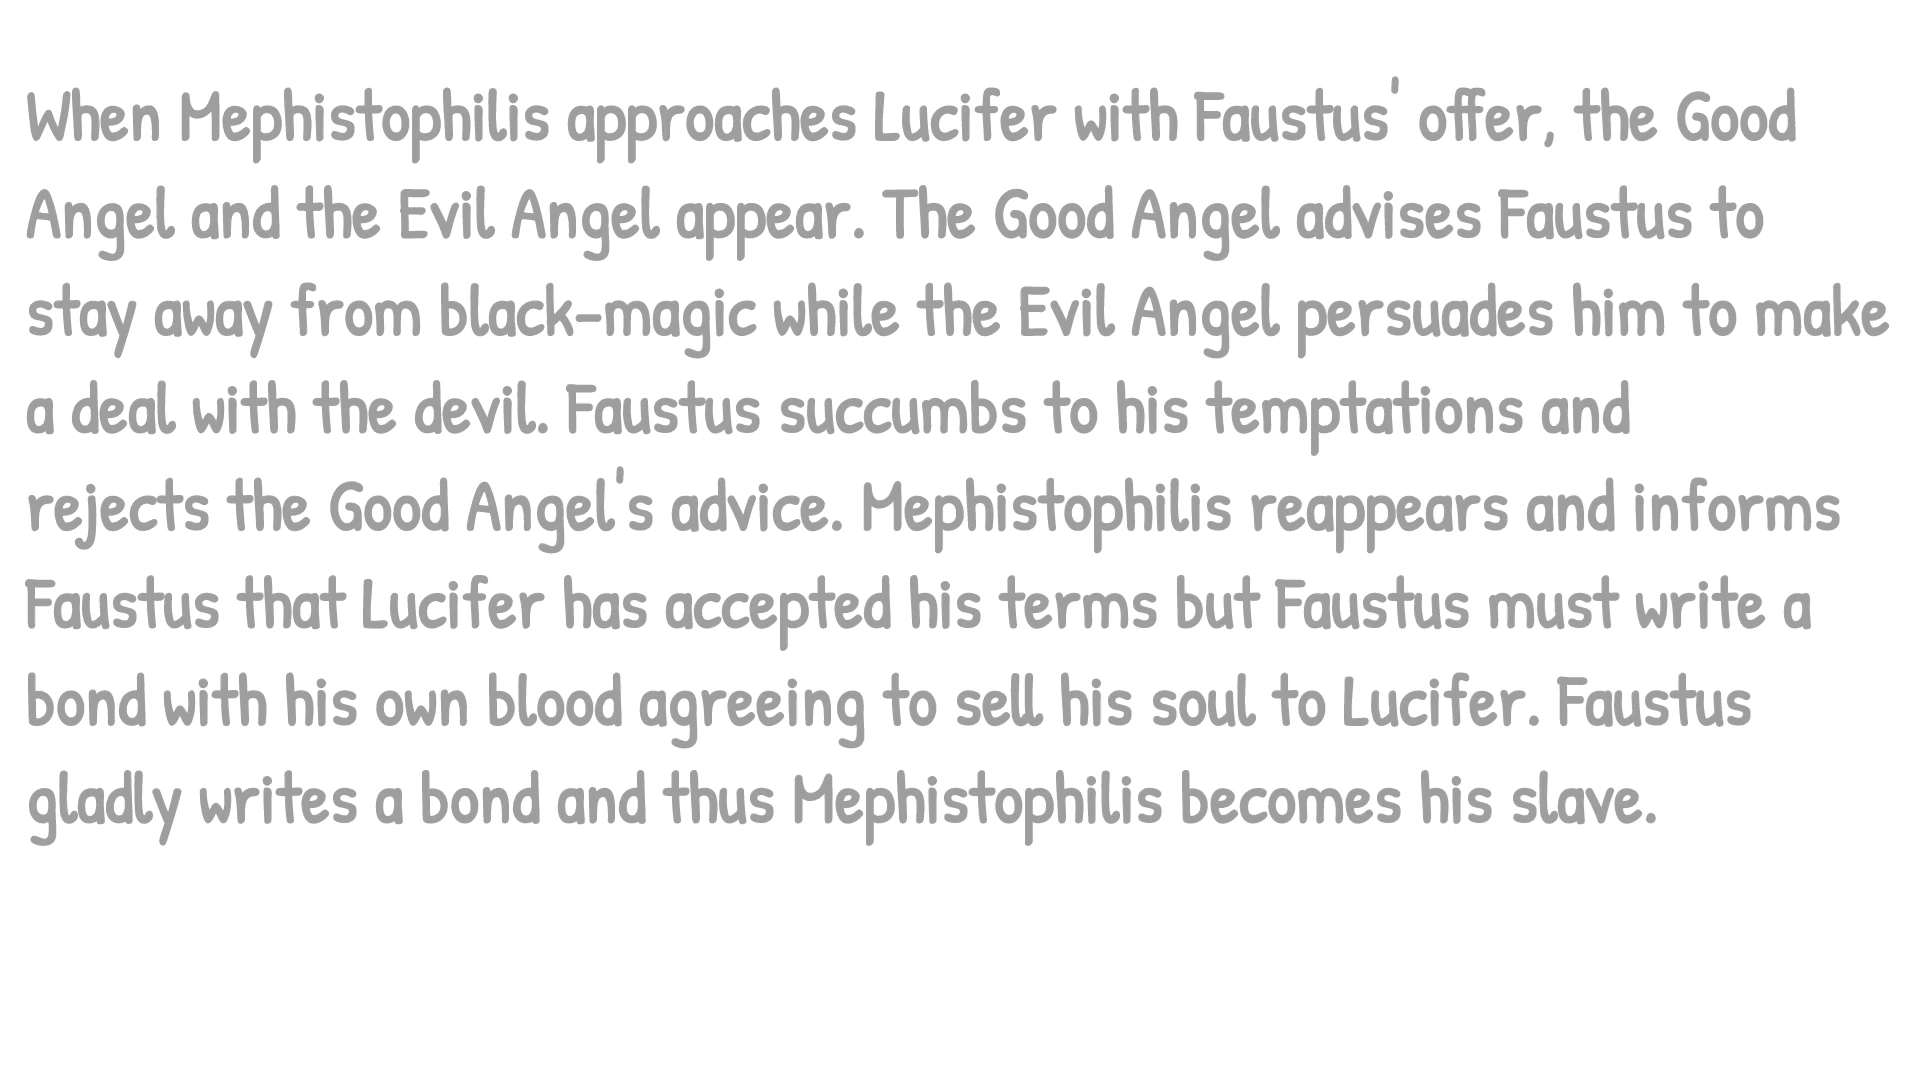 When Mephistophilis approaches Lucifer with Faustus' offer, the Good
Angel and the Evil Angel appear. The Good Angel advises Faustus to
stay away from black-magic while the Evil Angel persuades him to make
a deal with the devil. Faustus succumbs to his temptations and
rejects the Good Angel's advice. Mephistophilis reappears and informs
Faustus that Lucifer has accepted his terms but Faustus must write a
bond with his own blood agreeing to sell his soul to Lucifer. Faustus
gladly writes a bond and thus Mephistophilis becomes his slave.